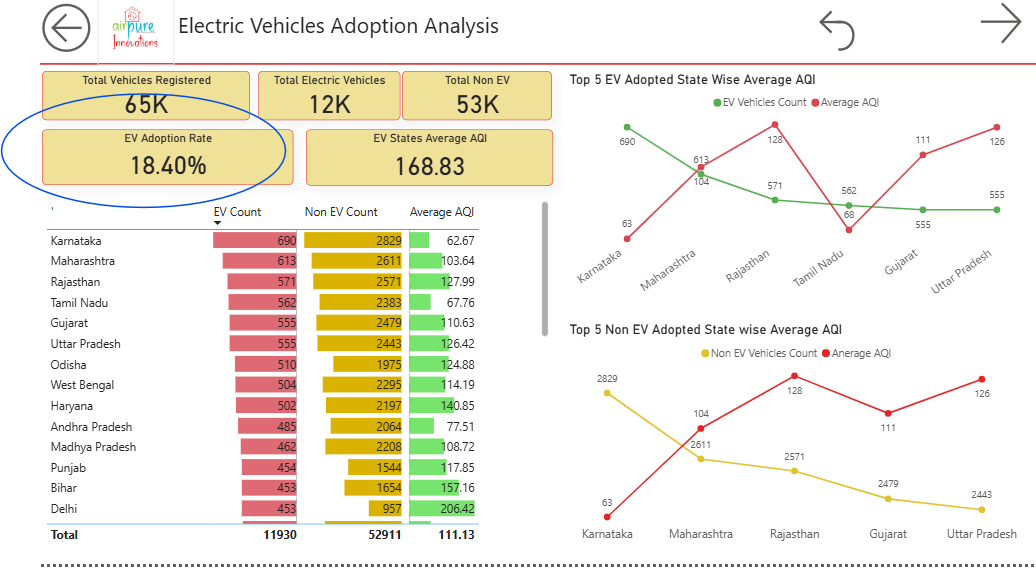 airpure
Innovations
Electric Vehicles Adoption Analysis
Total Vehicles Registered
65K
Total Electric Vehicles
12K
Total Non EV
53K
EV Adoption Rate
18.40%
EV States Average AQI
168.83
EV Count Non EV Count Average AQI
Karnataka 690 2829 62.67
Maharashtra 613 2611 103.64
Rajasthan 571 2571 127.99
Tamil Nadu 562 2383 67.76
Gujarat 555 2479 110.63
Uttar Pradesh 555 2443 126.42
Odisha 510 1975 124.88
West Bengal 504 2295 114.19
Haryana 502 2197 140.85
Andhra Pradesh 485 2064 77.51
Madhya Pradesh 462 2208 108.72
Punjab 454 1544 117.85
Bihar 453 1654 157.16
Delhi 453 957 206.42
Total 11930 52911 111.13
Top 5 EV Adopted State Wise Average AQI
EV Vehicles Count Average AQI
690 613 571 562 555 555
63 104 128 68 111 126
Karnataka Maharashtra Rajasthan Tamil Nadu Gujarat Uttar Pradesh
Top 5 Non EV Adopted State wise Average AQI
Non EV Vehicles Count Average AQI
2829 2611 2571 2479 2443
63 104 128 111 126
Karnataka Maharashtra Rajasthan Gujarat Uttar Pradesh